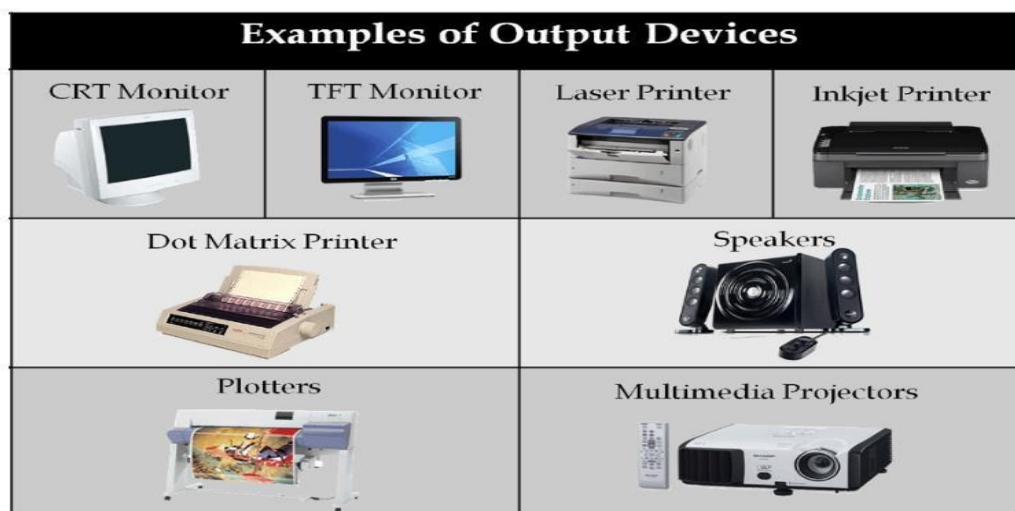 Examples of Output Devices
CRT Monitor
TFT Monitor
Laser Printer
Inkjet Printer
Dot Matrix Printer
Speakers
Plotters
Multimedia Projectors